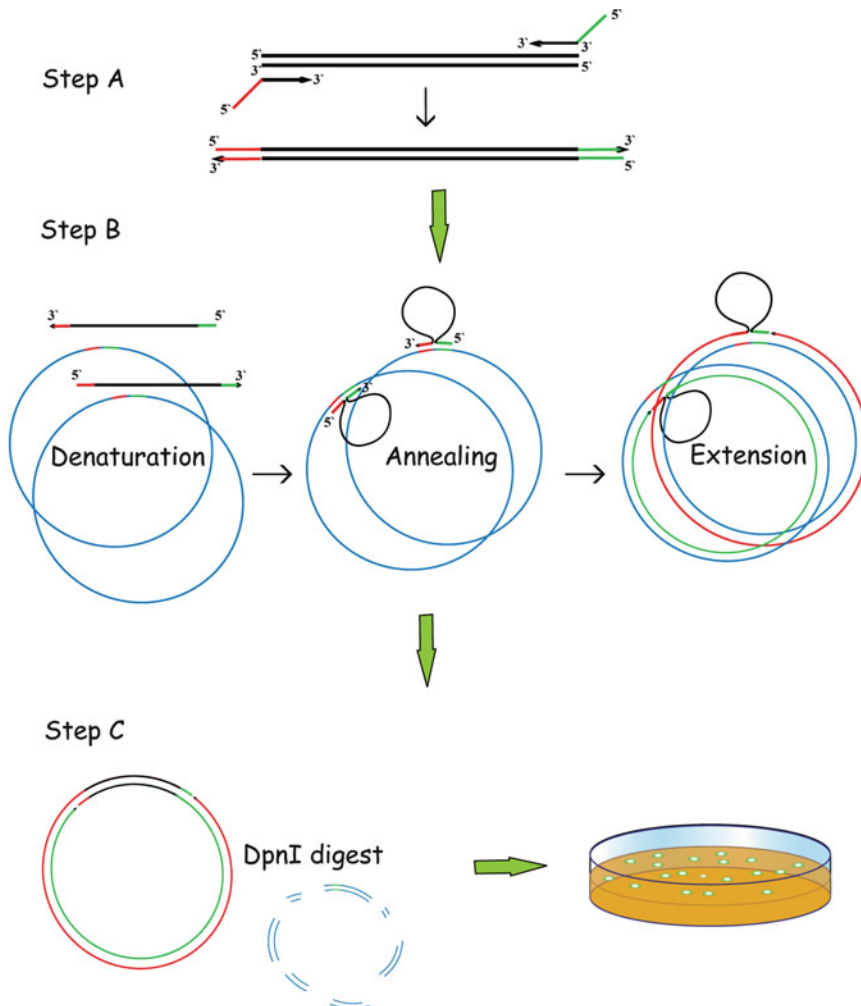 5`
3`
3`
5`
5`
Step A
3`
3`
5`
5`
3`
3`
5`
Step B
3`
5`
5`
3`
3`
5`
3`
5`
Denaturation
Annealing
Extension
Step C
DpnI digest